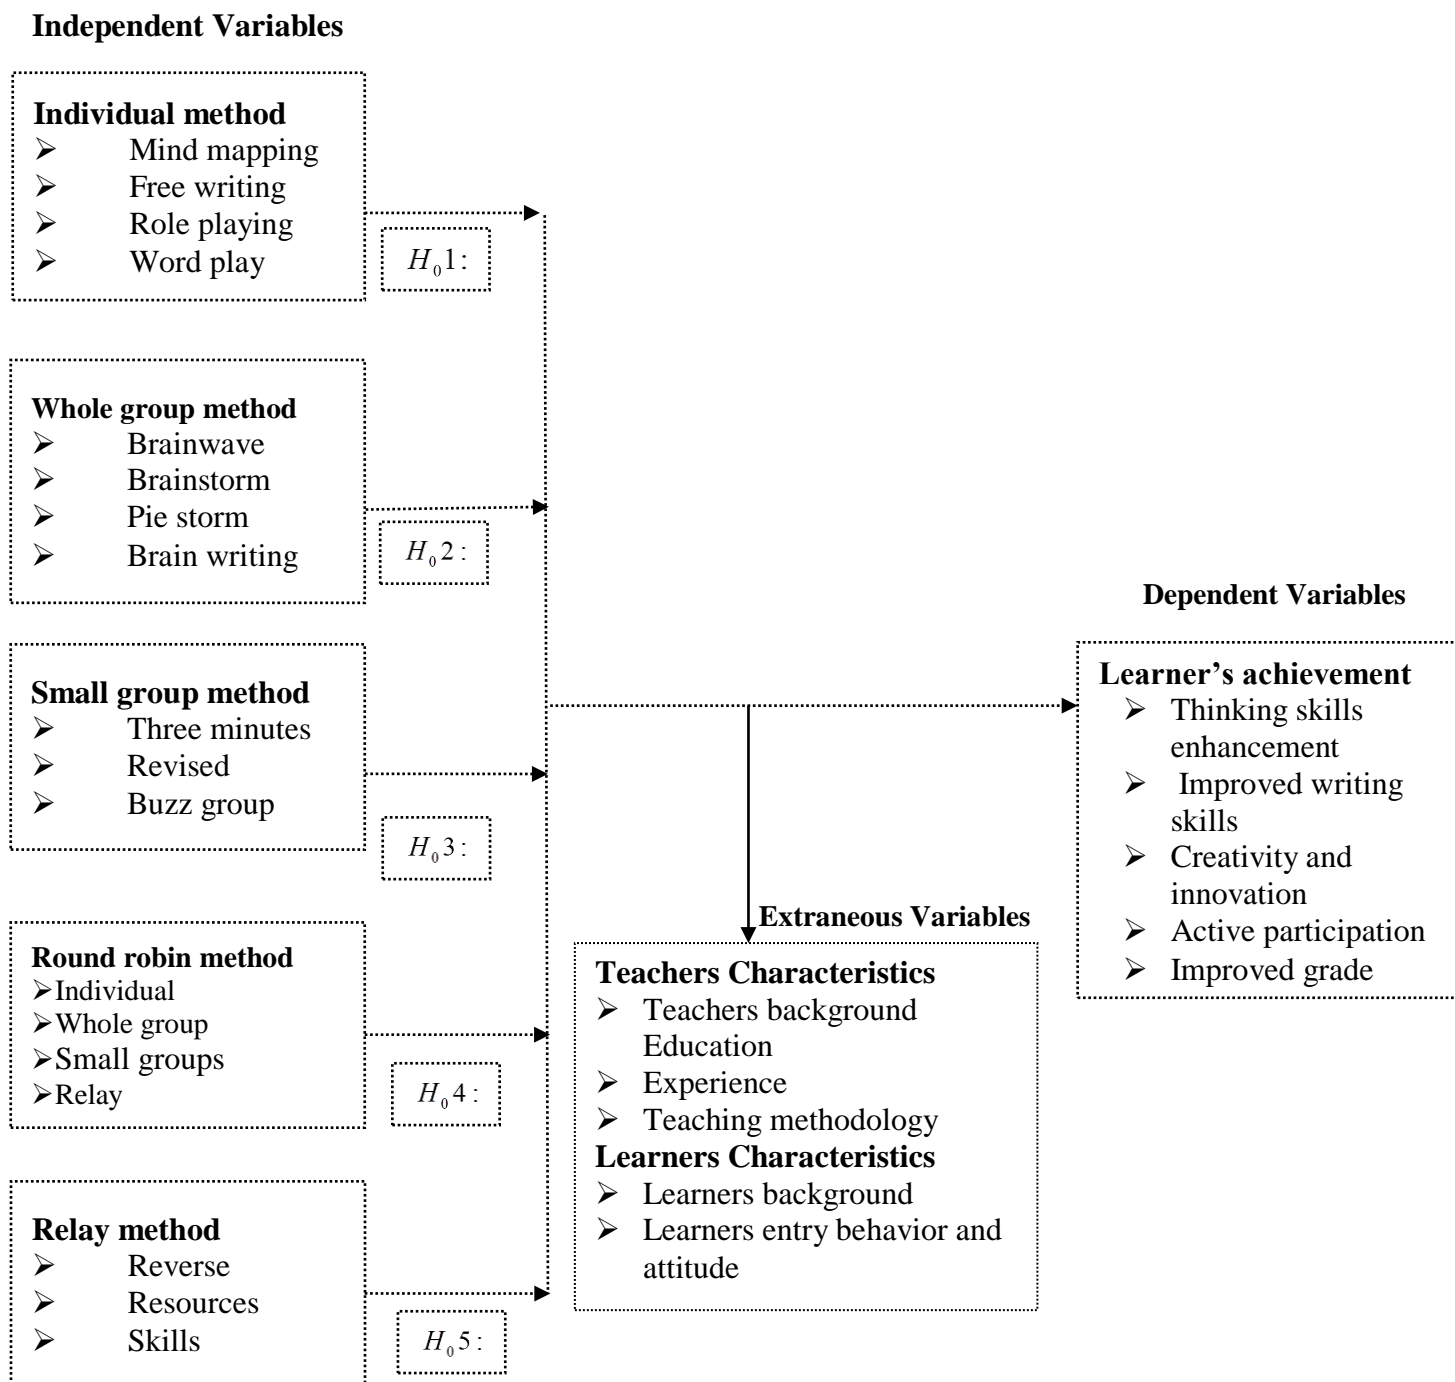 Independent Variables
Individual method
➢ Mind mapping
➢ Free writing
➢ Role playing
➢ Word play
H₀1:
Whole group method
➢ Brainwave
➢ Brainstorm
➢ Pie storm
➢ Brain writing
H₀2:
Small group method
➢ Three minutes
➢ Revised
➢ Buzz group
H₀3:
Round robin method
➢Individual
➢Whole group
➢Small groups
➢Relay
H₀4:
Relay method
➢ Reverse
➢ Resources
➢ Skills
H₀5:
Extraneous Variables
Teachers Characteristics
➢ Teachers background
Education
➢ Experience
➢ Teaching methodology
Learners Characteristics
➢ Learners background
➢ Learners entry behavior and
attitude
Dependent Variables
Learner’s achievement
➢ Thinking skills
enhancement
➢ Improved writing
skills
➢ Creativity and
innovation
➢ Active participation
➢ Improved grade